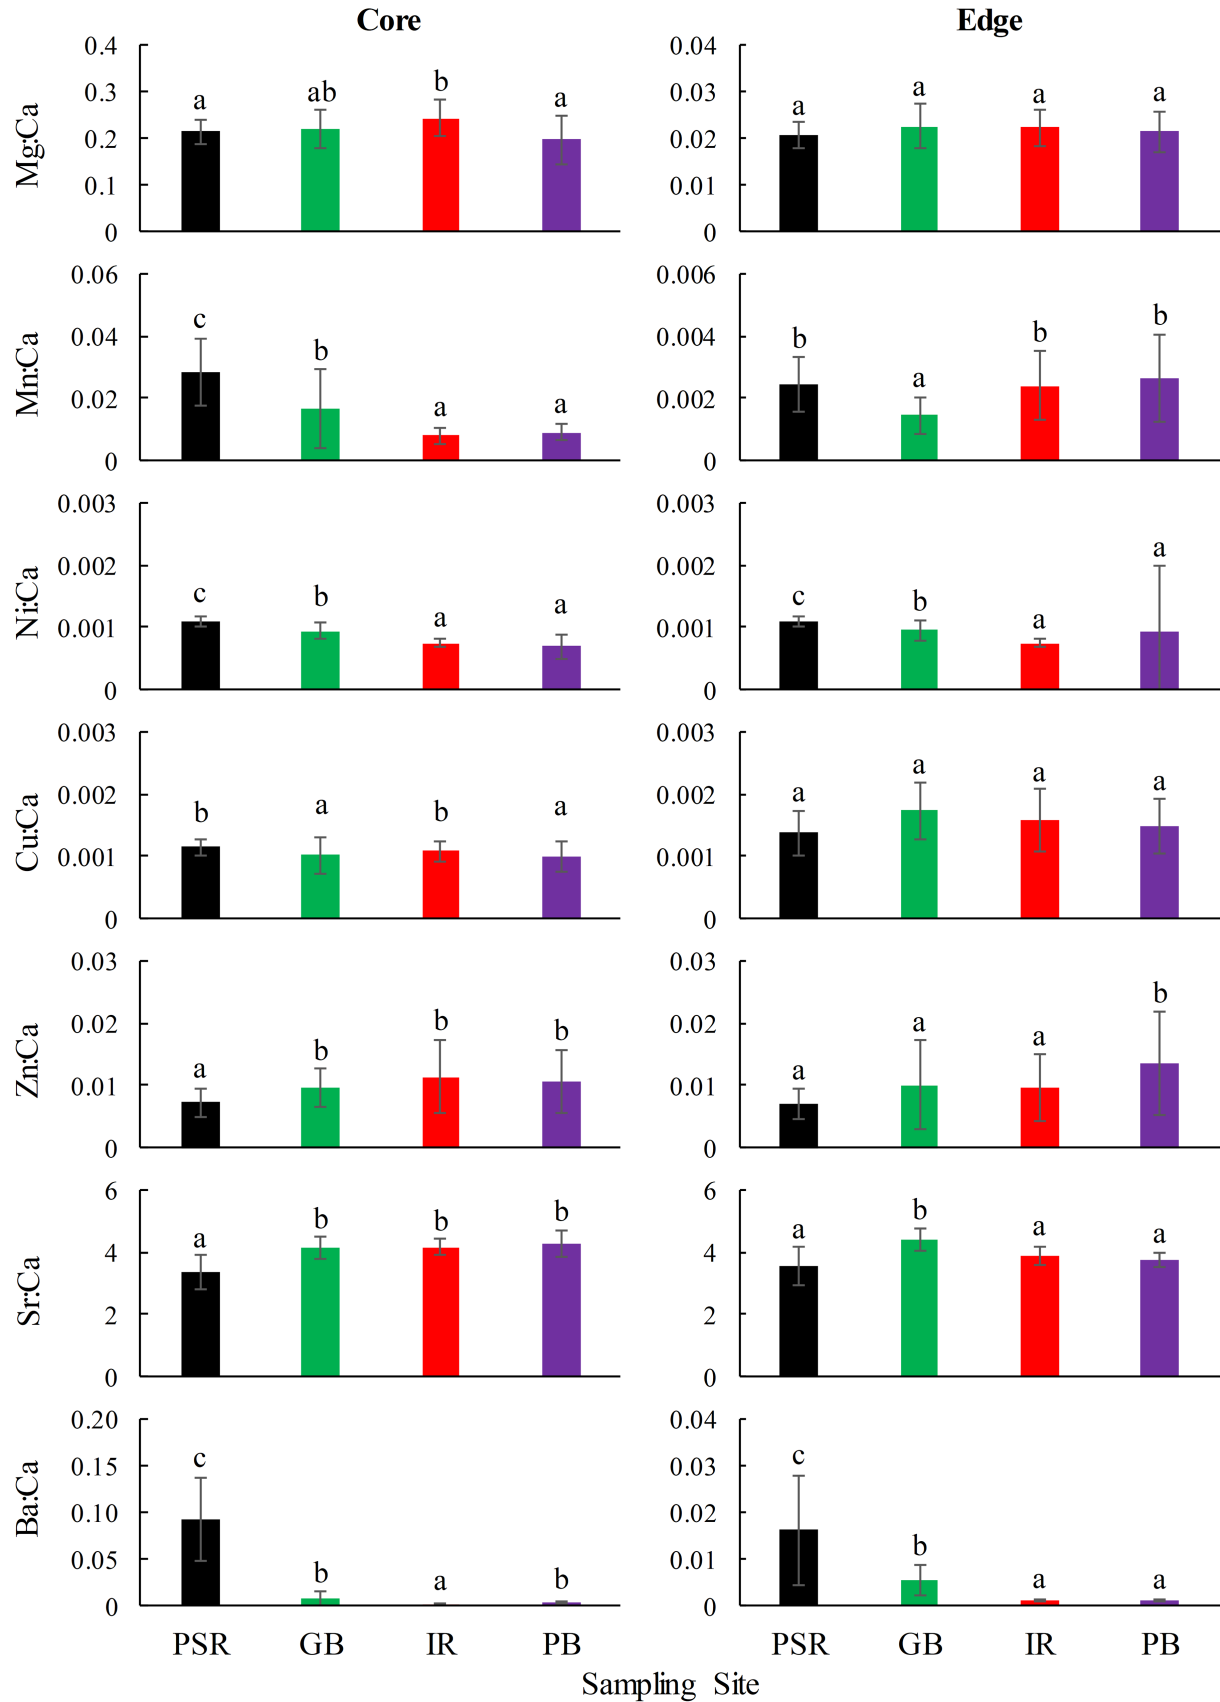 Core Edge
Mg:Ca
0.4
0.3
0.2
0.1
0
a ab b a
0.04
0.03
0.02
0.01
0
a a a a
Mn:Ca
0.06
0.04
0.02
0
c b a a
0.006
0.004
0.002
0
b a b b
Ni:Ca
0.003
0.002
0.001
0
c b a a
0.003
0.002
0.001
0
c b a a
Cu:Ca
0.003
0.002
0.001
0
b a b a
0.003
0.002
0.001
0
a a a a
Zn:Ca
0.03
0.02
0.01
0
a b b b
0.03
0.02
0.01
0
a a a b
Sr:Ca
6
4
2
0
a b b b
6
4
2
0
a b a a
Ba:Ca
0.20
0.15
0.10
0.05
0
c b a b
0.04
0.03
0.02
0.01
0
c b a a
PSR GB IR PB PSR GB IR PB
Sampling Site